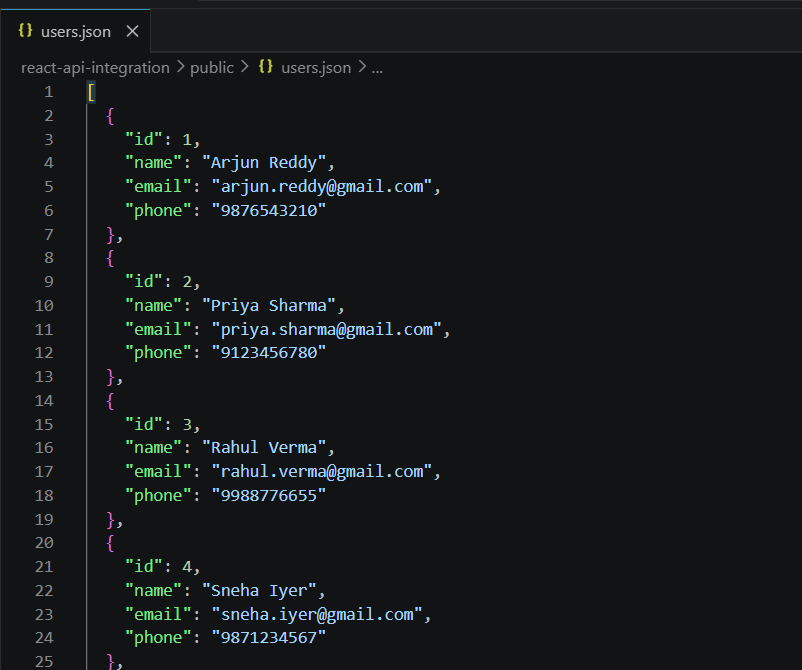 {} users.json ×
react-api-integration > public > {} users.json > ...
1 [
2 {
3 "id": 1,
4 "name": "Arjun Reddy",
5 "email": "arjun.reddy@gmail.com",
6 "phone": "9876543210"
7 },
8 {
9 "id": 2,
10 "name": "Priya Sharma",
11 "email": "priya.sharma@gmail.com",
12 "phone": "9123456780"
13 },
14 {
15 "id": 3,
16 "name": "Rahul Verma",
17 "email": "rahul.verma@gmail.com",
18 "phone": "9988776655"
19 },
20 {
21 "id": 4,
22 "name": "Sneha Iyer",
23 "email": "sneha.iyer@gmail.com",
24 "phone": "9871234567"
25 },